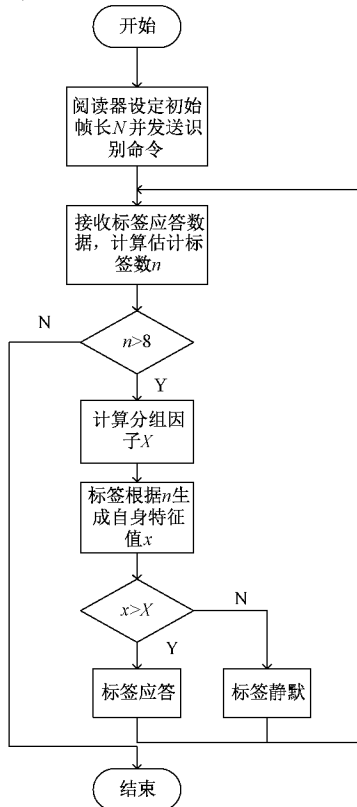 开始
阅读器设定初始
帧长N并发送识
别命令
接收标签应答数
据，计算估计标
签数n
N
n>8
Y
计算分组因
子X
标签根据n生
成自身特征
值x
x>X
N
Y
标签应答
标签静默
结束